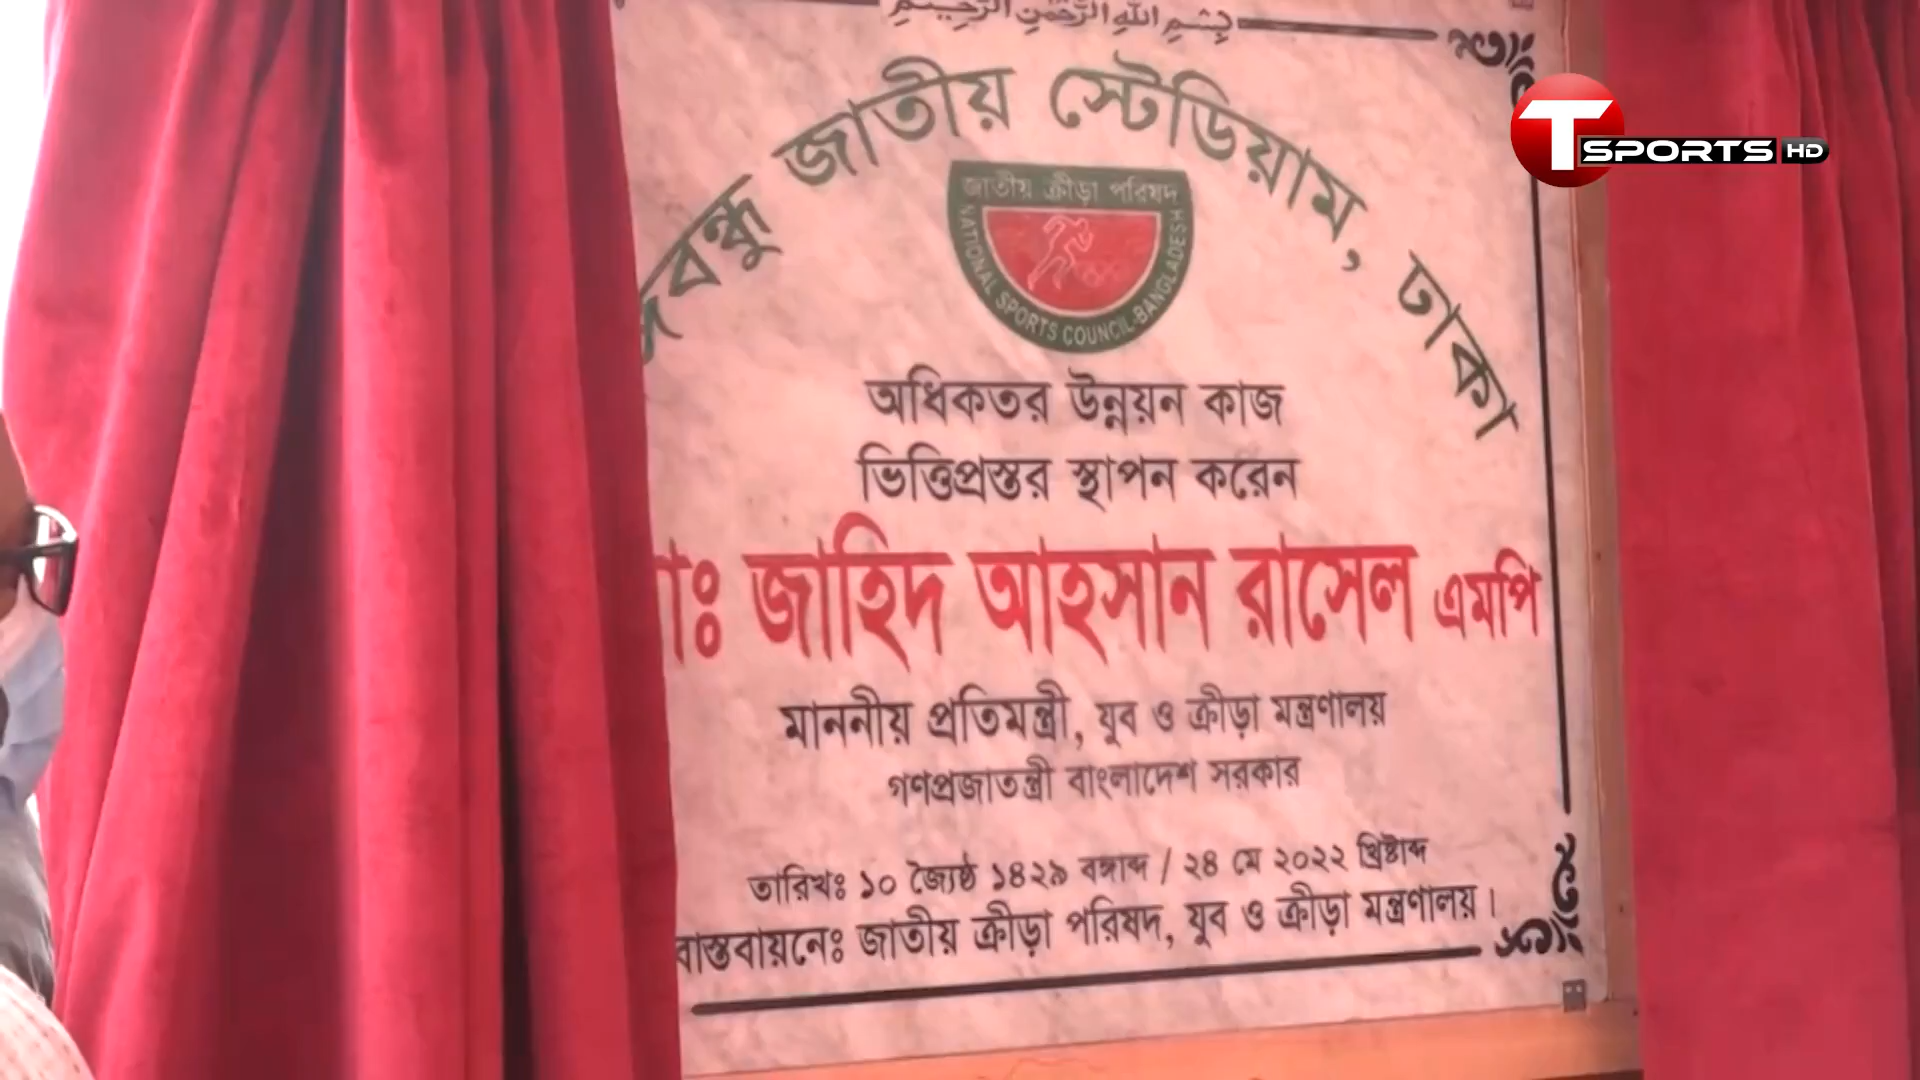 بِسْمِ اللهِ الرَّحْمٰنِ الرَّحِيْمِ
জাতীয় স্টেডিয়াম, ঢাকা
জাতীয় ক্রীড়া পরিষদ
NATIONAL SPORTS COUNCIL-BANGLADESH
অধিকতর উন্নয়ন কাজ
ভিত্তিপ্রস্তর স্থাপন করেন
জাহিদ আহসান রাসেল এমপি
মাননীয় প্রতিমন্ত্রী, যুব ও ক্রীড়া মন্ত্রণালয়
গণপ্রজাতন্ত্রী বাংলাদেশ সরকার
তারিখঃ ১০ জ্যৈষ্ঠ ১৪২৯ বঙ্গাব্দ / ২৪ মে ২০২২ খ্রিষ্টাব্দ
বাস্তবায়নেঃ জাতীয় ক্রীড়া পরিষদ, যুব ও ক্রীড়া মন্ত্রণালয়।
T SPORTS HD